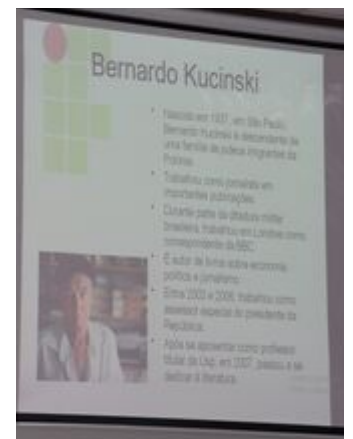 Bernardo Kucinski
• Nascido em 1937, em São Paulo,
Bernardo Kucinski é descendente de
uma família de judeus imigrantes da
Polônia.
• Trabalhou como jornalista em
importantes publicações.
• Durante parte da ditadura militar
brasileira, trabalhou em Londres como
correspondente da BBC.
• É autor de livros sobre economia,
política e jornalismo.
• Entre 2003 e 2006, trabalhou como
assessor especial do presidente da
República.
• Após se aposentar como professor
titular da Usp, em 2007, passou a se
dedicar à literatura.